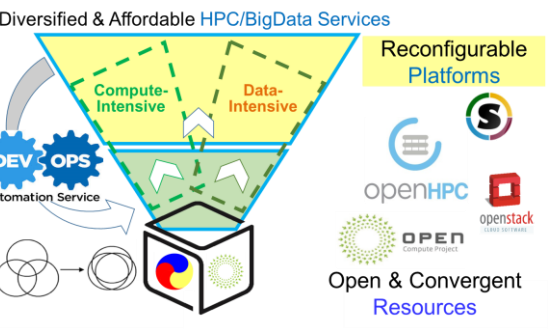 Diversified & Affordable HPC/BigData Services
Reconfigurable
Platforms
Compute-
Intensive
Data-
Intensive
S
DEV OPS
utomation Service
openHPC
openstack
CLOUD SOFTWARE
OPEN
Compute Project
Open & Convergent
Resources